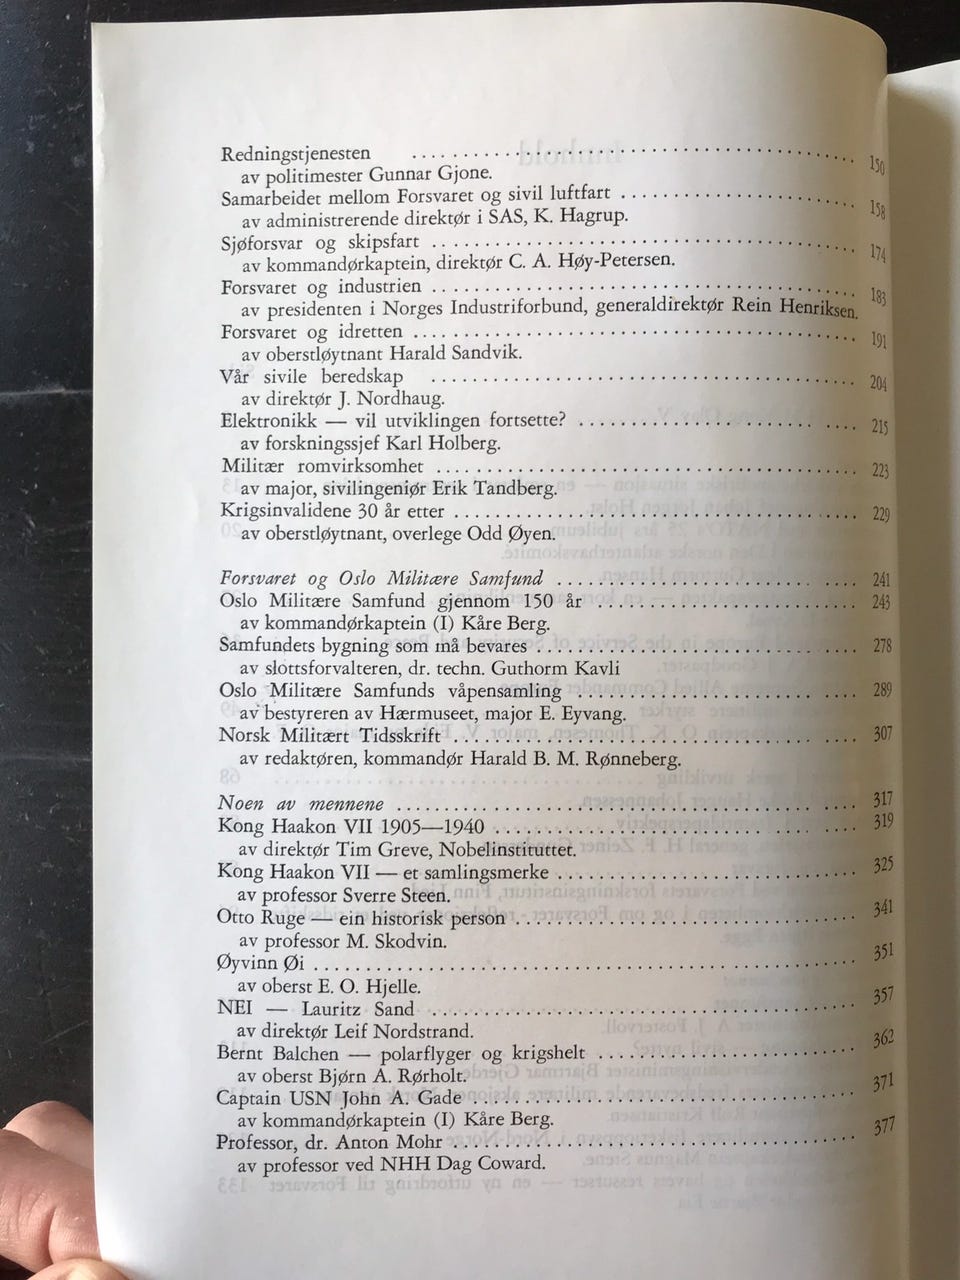 Redningstjenesten .......... 150
av politimester Gunnar Gjone.
Samarbeidet mellom Forsvaret og sivil luftfart .......... 158
av administrerende direktør i SAS, K. Hagrup.
Sjøforsvar og skipsfart .......... 174
av kommandørkaptein, direktør C. A. Høy-Petersen.
Forsvaret og industrien .......... 183
av presidenten i Norges Industriforbund, generaldirektør Rein Henriksen.
Forsvaret og idretten .......... 191
av oberstløytnant Harald Sandvik.
Vår sivile beredskap .......... 204
av direktør J. Nordhaug.
Elektronikk — vil utviklingen fortsette? .......... 215
av forskningssjef Karl Holberg.
Militær romvirksomhet .......... 223
av major, sivilingeniør Erik Tandberg.
Krigsinvalidene 30 år etter .......... 229
av oberstløytnant, overlege Odd Øyen.
Forsvaret og Oslo Militære Samfund .......... 241
Oslo Militære Samfund gjennom 150 år .......... 243
av kommandørkaptein (I) Kåre Berg.
Samfundets bygning som må bevares .......... 278
av slottsforvalteren, dr. techn. Guthorm Kavli
Oslo Militære Samfunds våpensamling .......... 289
av bestyreren av Hærmuseet, major E. Eyvang.
Norsk Militært Tidsskrift .......... 307
av redaktøren, kommandør Harald B. M. Rønneberg.
Noen av mennene .......... 317
Kong Haakon VII 1905—1940 .......... 319
av direktør Tim Greve, Nobelinstituttet.
Kong Haakon VII — et samlingsmerke .......... 325
av professor Sverre Steen.
Otto Ruge — ein historisk person .......... 341
av professor M. Skodvin.
Øyvinn Øi .......... 351
av oberst E. O. Hjelle.
NEI — Lauritz Sand .......... 357
av direktør Leif Nordstrand.
Bernt Balchen — polarflyger og krigshelt .......... 362
av oberst Bjørn A. Rørholt.
Captain USN John A. Gade .......... 371
av kommandørkaptein (I) Kåre Berg.
Professor, dr. Anton Mohr .......... 377
av professor ved NHH Dag Coward.